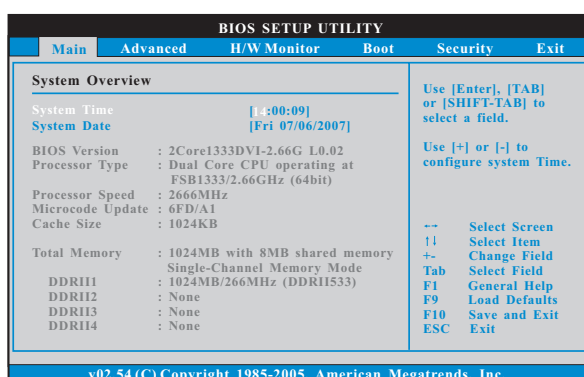 BIOS SETUP UTILITY
Main Advanced H/W Monitor Boot Security Exit
System Overview
System Time [14:00:09]
System Date [Fri 07/06/2007]
BIOS Version : 2Core1333DVI-2.66G L0.02
Processor Type : Dual Core CPU operating at
FSB1333/2.66GHz (64bit)
Processor Speed : 2666MHz
Microcode Update : 6FD/A1
Cache Size : 1024KB
Total Memory : 1024MB with 8MB shared memory
Single-Channel Memory Mode
DDRII1 : 1024MB/266MHz (DDRII533)
DDRII2 : None
DDRII3 : None
DDRII4 : None
Use [Enter], [TAB]
or [SHIFT-TAB] to
select a field.
Use [+] or [-] to
configure system Time.
←→ Select Screen
↑↓ Select Item
+- Change Field
Tab Select Field
F1 General Help
F9 Load Defaults
F10 Save and Exit
ESC Exit
v02.54 (C) Copyright 1985-2005, American Megatrends, Inc.